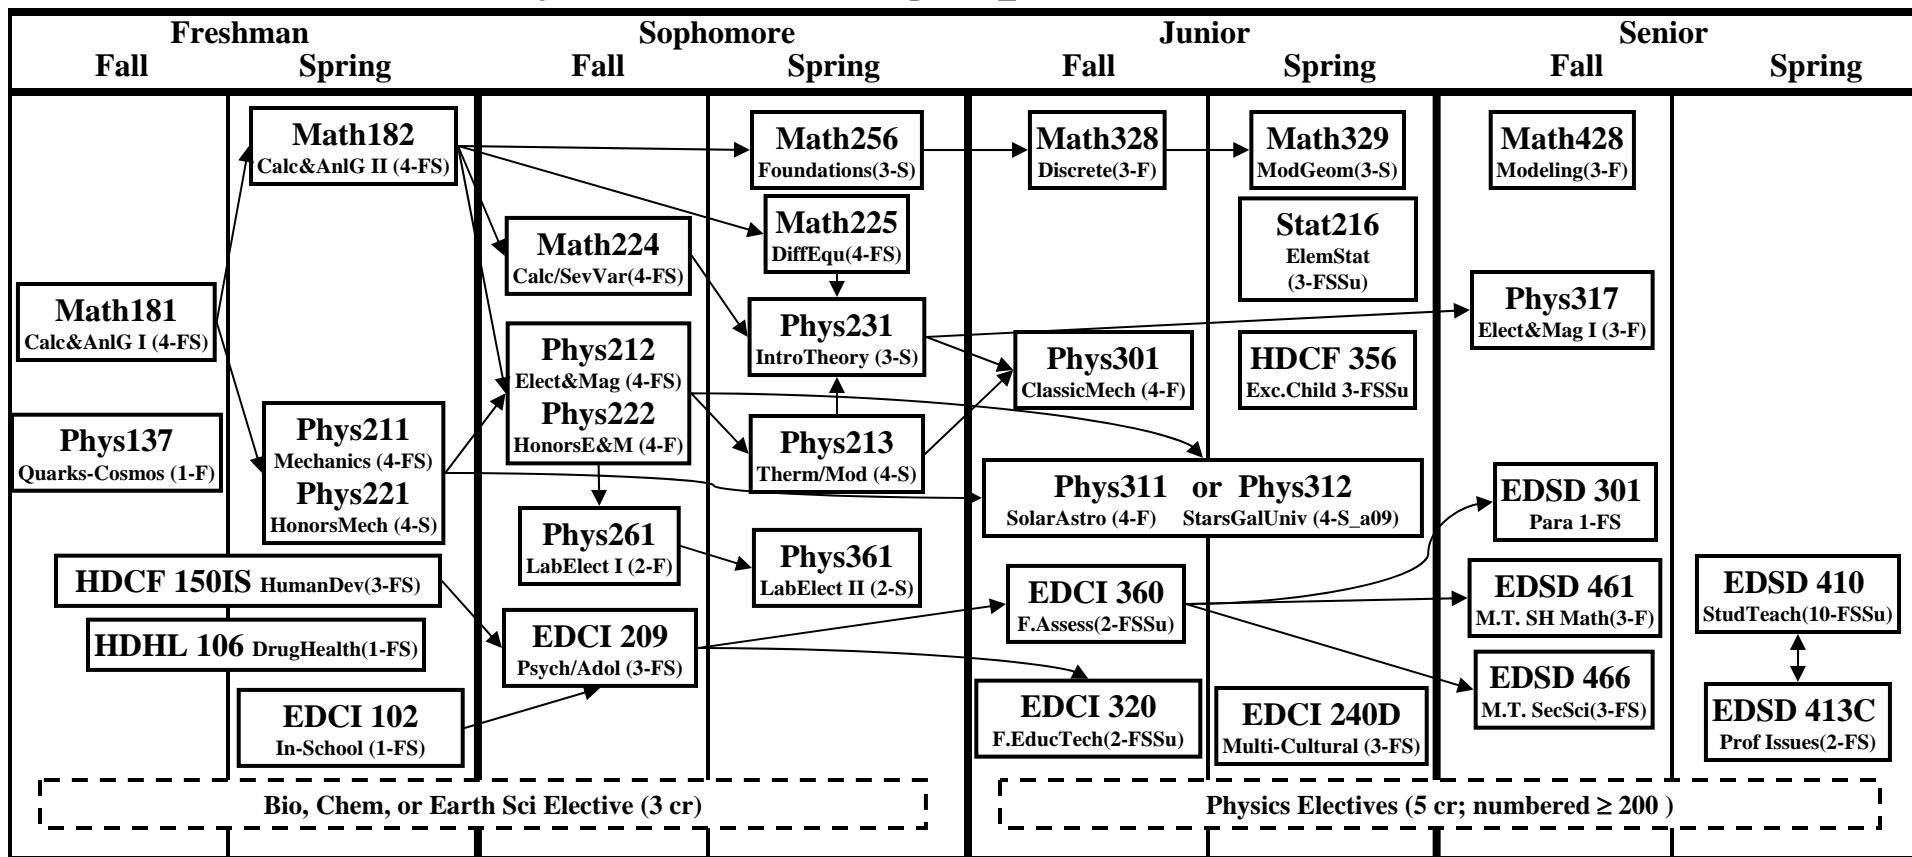 Freshman
Sophomore
Junior
Senior
Fall
Spring
Fall
Spring
Fall
Spring
Fall
Spring
Math181
Calc&AnlG I (4-FS)
Phys137
Quarks-Cosmos (1-F)
Math182
Calc&AnlG II (4-FS)
Phys211
Mechanics (4-FS)
Phys221
HonorsMech (4-S)
HDCF 150IS HumanDev(3-FS)
HDHL 106 DrugHealth(1-FS)
EDCI 102
In-School (1-FS)
Math224
Calc/SevVar(4-FS)
Phys212
Elect&Mag (4-FS)
Phys222
HonorsE&M (4-F)
Phys261
LabElect I (2-F)
EDCI 209
Psych/Adol (3-FS)
Math256
Foundations(3-S)
Math225
DiffEqu(4-FS)
Phys231
IntroTheory (3-S)
Phys213
Therm/Mod (4-S)
Phys361
LabElect II (2-S)
Math328
Discrete(3-F)
Phys301
ClassicMech (4-F)
Phys311 or Phys312
SolarAstro (4-F) StarsGalUniv (4-S_a09)
EDCI 360
F.Assess(2-FSSu)
EDCI 320
F.EducTech(2-FSSu)
Math329
ModGeom(3-S)
Stat216
ElemStat
(3-FSSu)
HDCF 356
Exc.Child 3-FSSu
EDCI 240D
Multi-Cultural (3-FS)
Math428
Modeling(3-F)
Phys317
Elect&Mag I (3-F)
EDSD 301
Para 1-FS
EDSD 461
M.T. SH Math(3-F)
EDSD 466
M.T. SecSci(3-FS)
EDSD 410
StudTeach(10-FSSu)
EDSD 413C
Prof Issues(2-FS)
Bio, Chem, or Earth Sci Elective (3 cr)
Physics Electives (5 cr; numbered ≥ 200 )